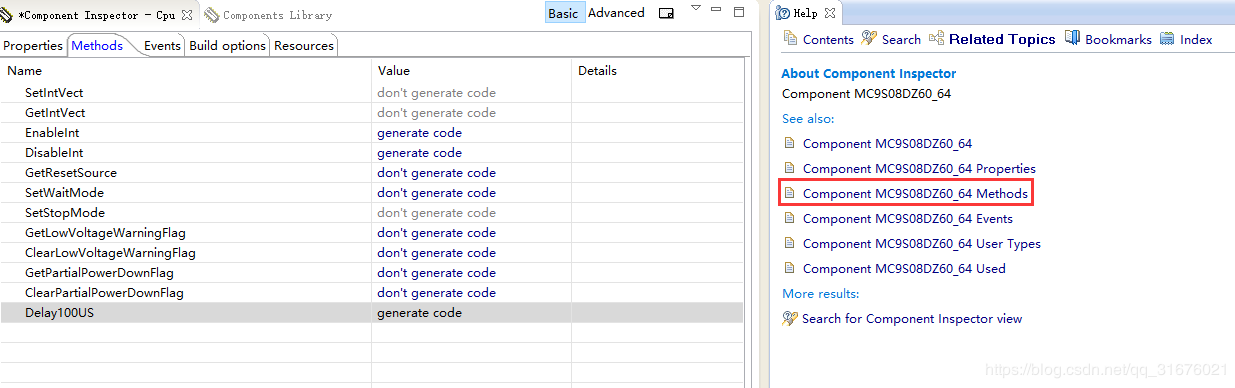 *Component Inspector - Cpu Components Library Basic Advanced
Properties Methods Events Build options Resources
Name Value Details
SetIntVect don't generate code
GetIntVect don't generate code
EnableInt generate code
DisableInt generate code
GetResetSource don't generate code
SetWaitMode don't generate code
SetStopMode don't generate code
GetLowVoltageWarningFlag don't generate code
ClearLowVoltageWarningFlag don't generate code
GetPartialPowerDownFlag don't generate code
ClearPartialPowerDownFlag don't generate code
Delay100US generate code
Help
Contents Search Related Topics Bookmarks Index
About Component Inspector
Component MC9S08DZ60_64
See also:
Component MC9S08DZ60_64
Component MC9S08DZ60_64 Properties
Component MC9S08DZ60_64 Methods
Component MC9S08DZ60_64 Events
Component MC9S08DZ60_64 User Types
Component MC9S08DZ60_64 Used
More results:
Search for Component Inspector view
https://blog.csdn.net/qq_31676021